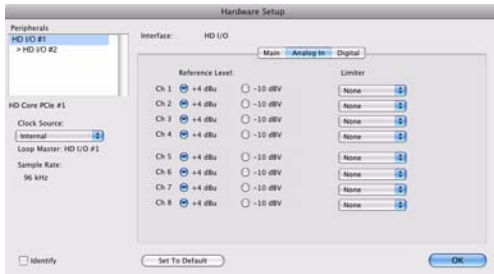 Hardware Setup
Peripherals
HD I/O #1
> HD I/O #2
Interface: HD I/O
Main Analog In Digital
Reference Level: Limiter
Ch 1 +4 dBu -10 dBV None
Ch 2 +4 dBu -10 dBV None
Ch 3 +4 dBu -10 dBV None
Ch 4 +4 dBu -10 dBV None
Ch 5 +4 dBu -10 dBV None
Ch 6 +4 dBu -10 dBV None
Ch 7 +4 dBu -10 dBV None
Ch 8 +4 dBu -10 dBV None
HD Core PCIe #1
Clock Source:
Internal
Loop Master: HD I/O #1
Sample Rate:
96 kHz
Identify
Set To Default
OK